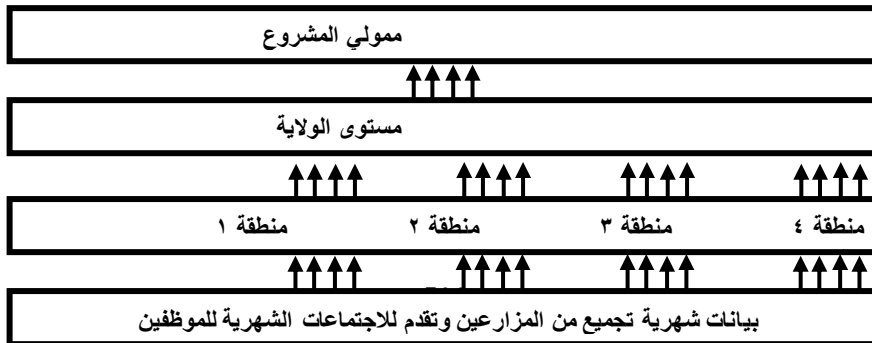 ممولي المشروع
مستوى الولاية
منطقة ١ منطقة ٢ منطقة ٣ منطقة ٤
بيانات شهرية تجميع من المزارعين وتقدم للاجتماعات الشهرية للموظفين